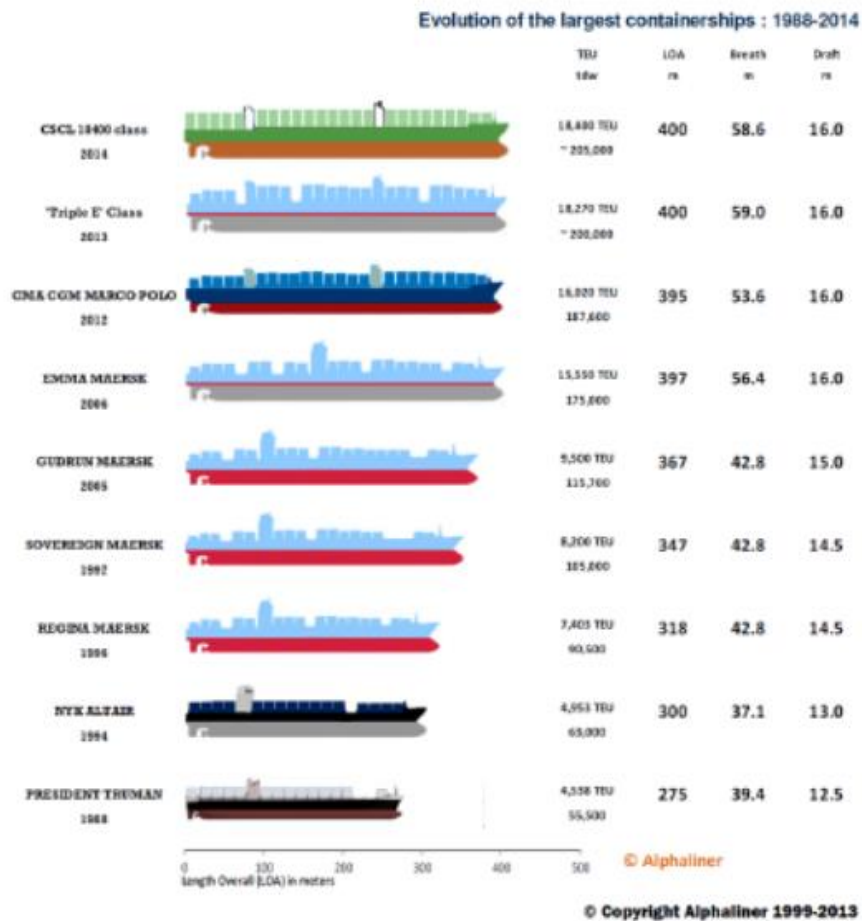 Evolution of the largest containerships : 1988-2014
TEU LOA Breath Draft
tdw m m m
CSCL 18400 class 18,400 TEU 400 58.6 16.0
2014 ~ 205,000
'Triple E' Class 18,270 TEU 400 59.0 16.0
2013 ~ 200,000
CMA CGM MARCO POLO 16,020 TEU 395 53.6 16.0
2012 187,600
EMMA MAERSK 15,550 TEU 397 56.4 16.0
2006 175,000
GUDRUN MAERSK 9,500 TEU 367 42.8 15.0
2005 115,700
SOVEREIGN MAERSK 8,200 TEU 347 42.8 14.5
1997 105,000
REGINA MAERSK 7,403 TEU 318 42.8 14.5
1996 90,500
NYK ALTAIR 4,953 TEU 300 37.1 13.0
1994 63,000
PRESIDENT TRUMAN 4,538 TEU 275 39.4 12.5
1988 55,500
0 100 200 300 400 500
Length Overall (LOA) in meters
© Alphaliner
© Copyright Alphaliner 1999-2013